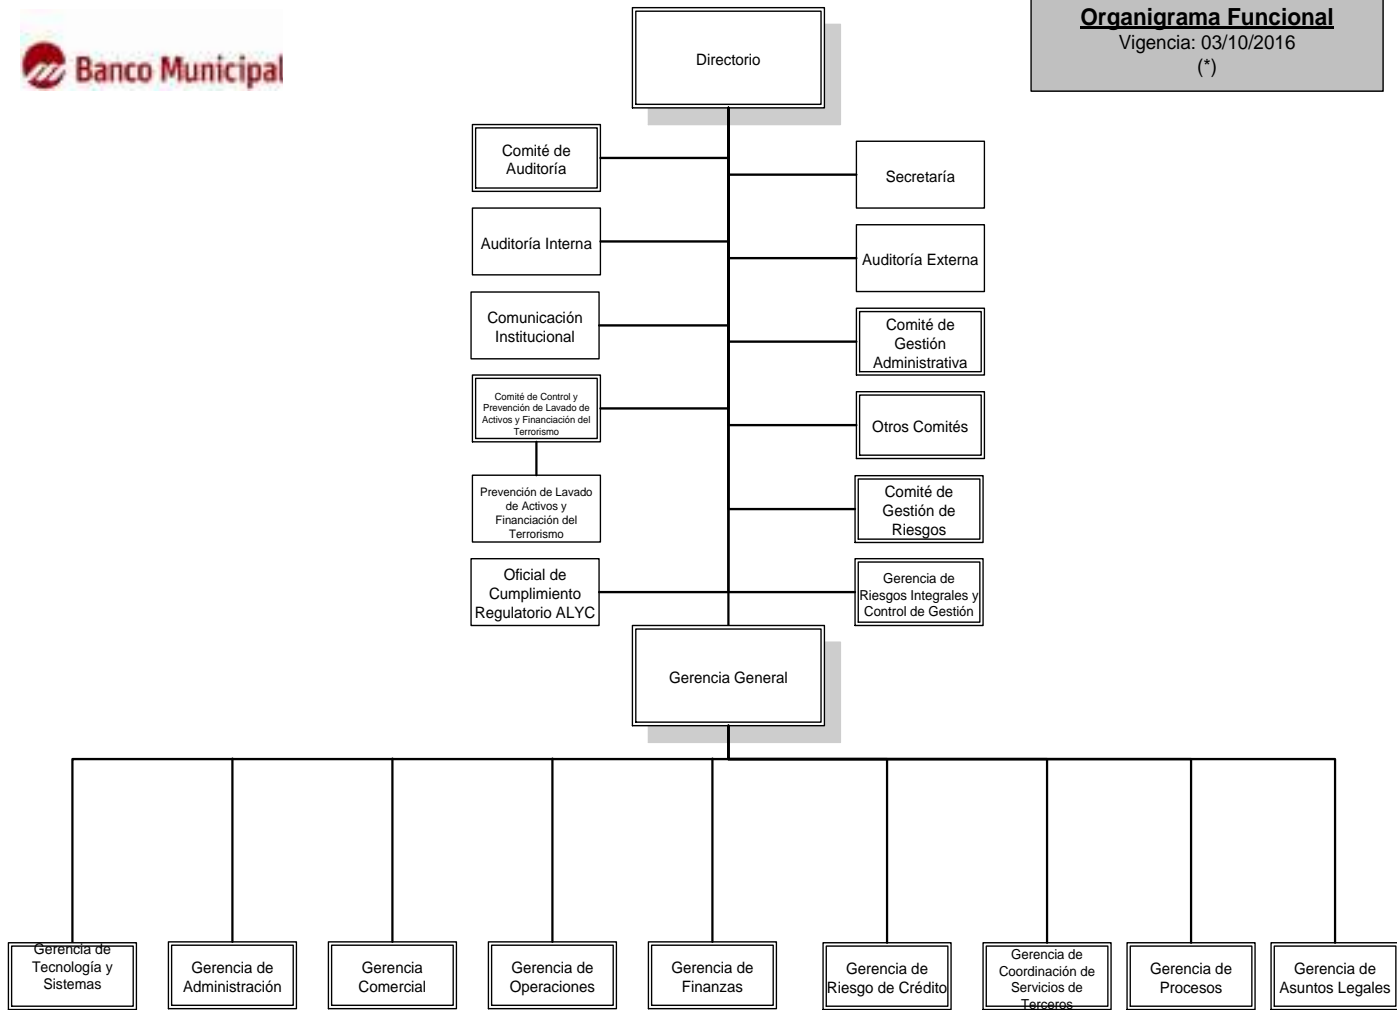 Banco Municipal
Organigrama Funcional
Vigencia: 03/10/2016
(*)
Directorio
Comité de
Auditoría
Secretaría
Auditoría Interna
Auditoría Externa
Comunicación
Institucional
Comité de
Gestión
Administrativa
Comité de Control y
Prevención de Lavado de
Activos y Financiación del
Terrorismo
Otros Comités
Prevención de Lavado
de Activos y
Financiación del
Terrorismo
Comité de
Gestión de
Riesgos
Oficial de
Cumplimiento
Regulatorio ALYC
Gerencia de
Riesgos Integrales y
Control de Gestión
Gerencia General
Gerencia de
Tecnología y
Sistemas
Gerencia de
Administración
Gerencia
Comercial
Gerencia de
Operaciones
Gerencia de
Finanzas
Gerencia de
Riesgo de Crédito
Gerencia de
Coordinación de
Servicios de
Terceros
Gerencia de
Procesos
Gerencia de
Asuntos Legales